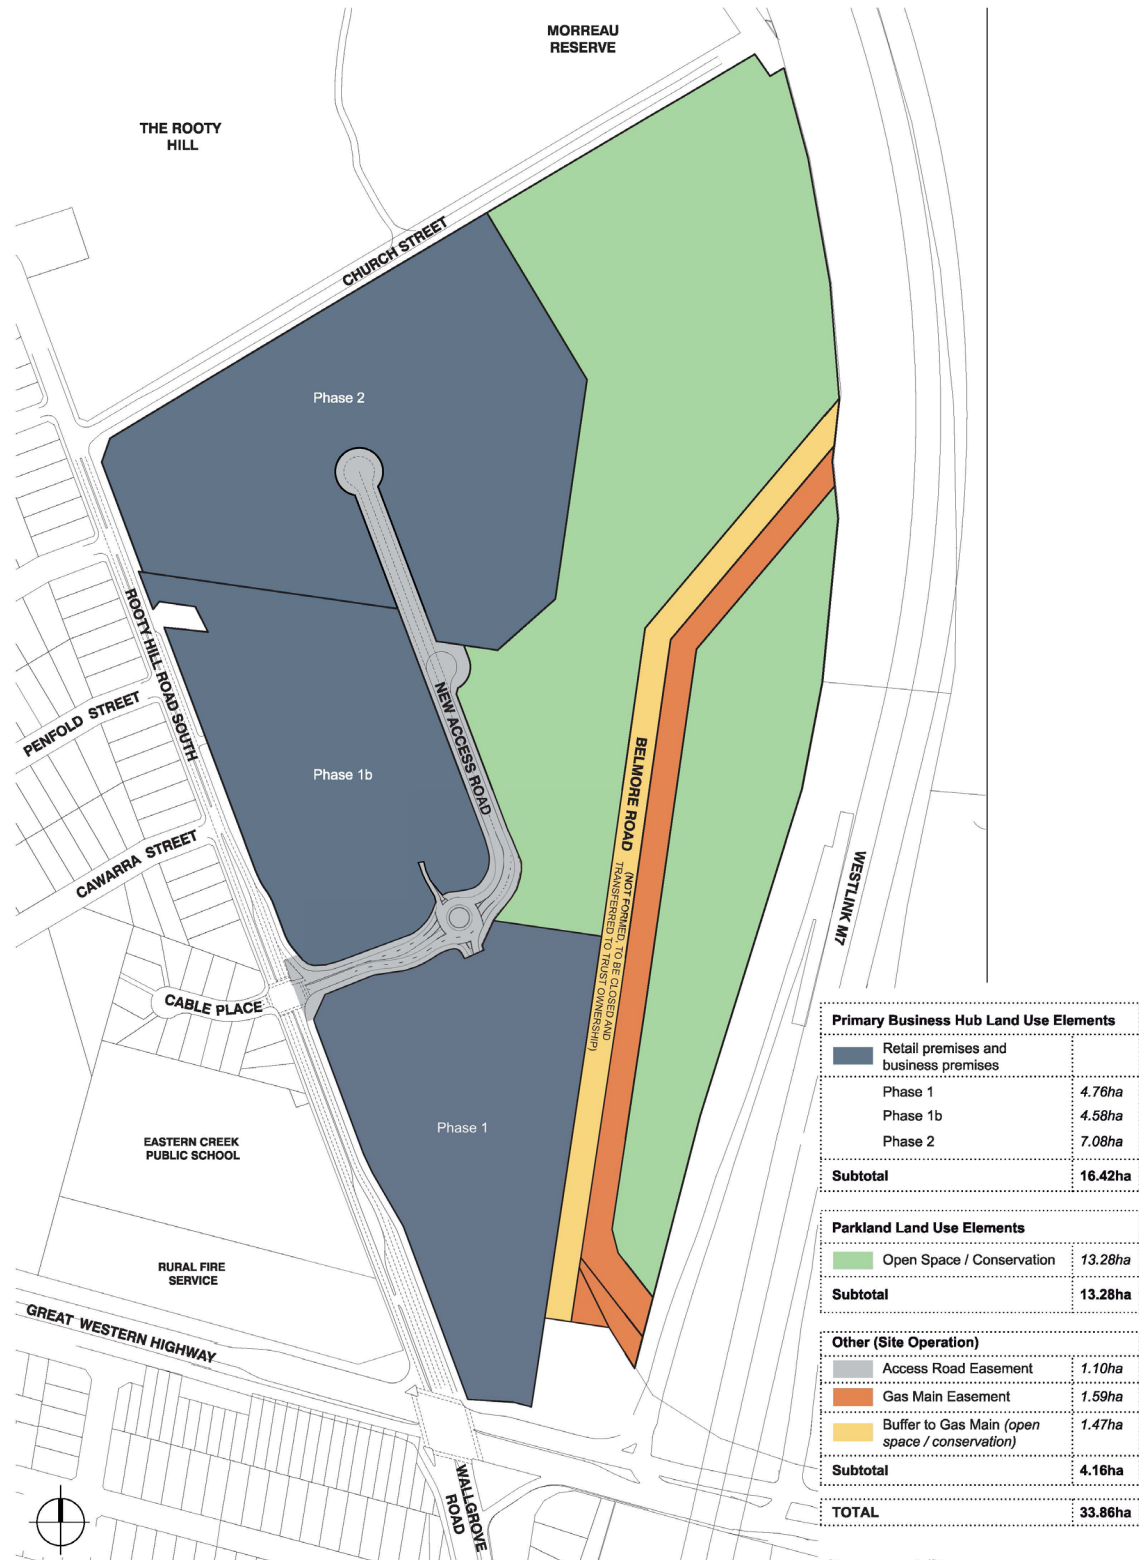 MORREAU
RESERVE
THE ROOTY
HILL
CHURCH STREET
Phase 2
ROOTY HILL ROAD SOUTH
PENFOLD STREET
NEW ACCESS ROAD
Phase 1b
BELMORE ROAD
(NOT FORMED, TO BE CLOSED AND
TRANSFERRED TO TRUST OWNERSHIP)
CAWARRA STREET
WESTLINK M7
CABLE PLACE
Phase 1
EASTERN CREEK
PUBLIC SCHOOL
RURAL FIRE
SERVICE
GREAT WESTERN HIGHWAY
WALLGROVE
ROAD
Primary Business Hub Land Use Elements
Retail premises and
business premises
Phase 1 4.76ha
Phase 1b 4.58ha
Phase 2 7.08ha
Subtotal 16.42ha
Parkland Land Use Elements
Open Space / Conservation 13.28ha
Subtotal 13.28ha
Other (Site Operation)
Access Road Easement 1.10ha
Gas Main Easement 1.59ha
Buffer to Gas Main (open 1.47ha
space / conservation)
Subtotal 4.16ha
TOTAL 33.86ha